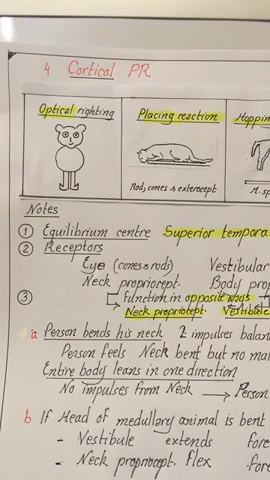 4 Cortical PR
Optical righting
Placing reaction
Hoppin
Rod, cones & exterocept
M. sp
Notes
① Equilibrium centre Superior tempora
② Receptors
Eye (cones & rods) Vestibular
Neck propriocept. Body prop
③ Function in opposite ways
Neck propriocept. Vestibule
a Person bends his neck 2 impulses balan
Person feels Neck bent but no mal
Entire body leans in one direction
No impulses from Neck → Person
b If Head of medullary animal is bent
- Vestibule extends fore
- Neck propriocept. flex fore